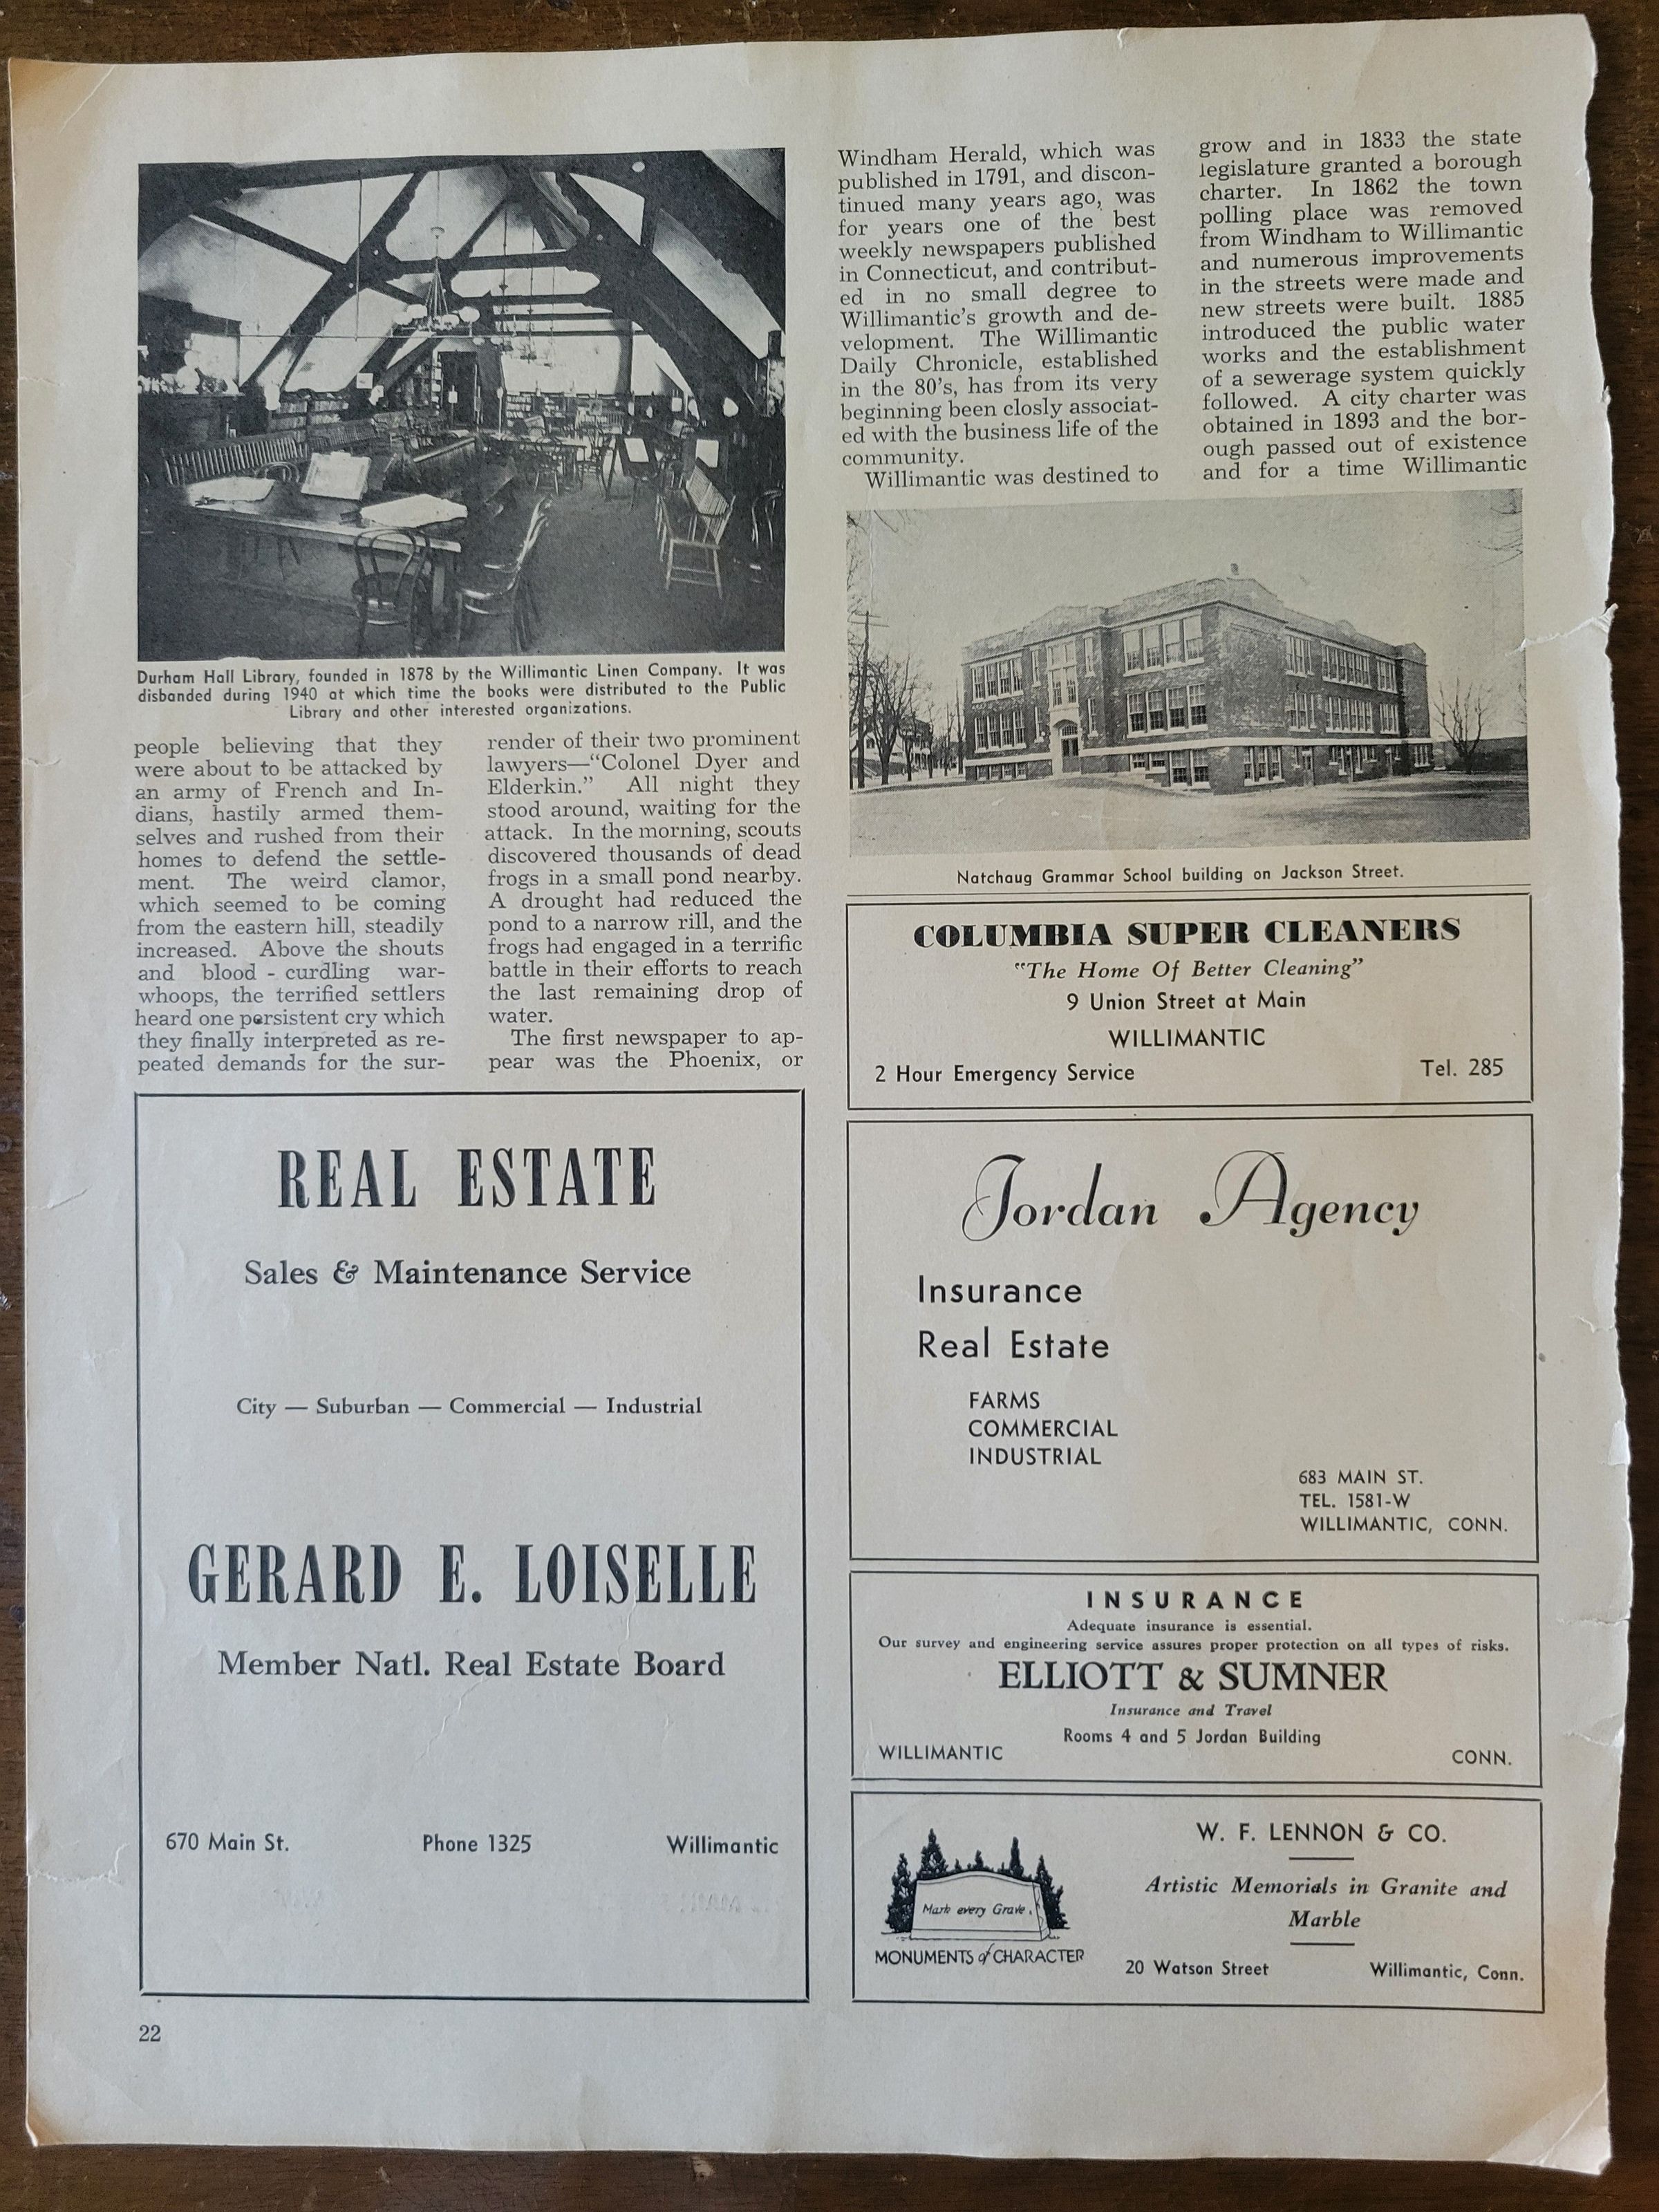 Durham Hall Library, founded in 1878 by the Willimantic Linen Company. It was
disbanded during 1940 at which time the books were distributed to the Public
Library and other interested organizations.
people believing that they
were about to be attacked by
an army of French and In-
dians, hastily armed them-
selves and rushed from their
homes to defend the settle-
ment. The weird clamor,
which seemed to be coming
from the eastern hill, steadily
increased. Above the shouts
and blood - curdling war-
whoops, the terrified settlers
heard one persistent cry which
they finally interpreted as re-
peated demands for the sur-
render of their two prominent
lawyers—“Colonel Dyer and
Elderkin.” All night they
stood around, waiting for the
attack. In the morning, scouts
discovered thousands of dead
frogs in a small pond nearby.
A drought had reduced the
pond to a narrow rill, and the
frogs had engaged in a terrific
battle in their efforts to reach
the last remaining drop of
water.
The first newspaper to ap-
pear was the Phoenix, or
Windham Herald, which was
published in 1791, and discon-
tinued many years ago, was
for years one of the best
weekly newspapers published
in Connecticut, and contribut-
ed in no small degree to
Willimantic's growth and de-
velopment. The Willimantic
Daily Chronicle, established
in the 80's, has from its very
beginning been closly associat-
ed with the business life of the
community.
Willimantic was destined to
grow and in 1833 the state
legislature granted a borough
charter. In 1862 the town
polling place was removed
from Windham to Willimantic
and numerous improvements
in the streets were made and
new streets were built. 1885
introduced the public water
works and the establishment
of a sewerage system quickly
followed. A city charter was
obtained in 1893 and the bor-
ough passed out of existence
and for a time Willimantic
Natchaug Grammar School building on Jackson Street.
REAL ESTATE
Sales & Maintenance Service
City — Suburban — Commercial — Industrial
GERARD E. LOISELLE
Member Natl. Real Estate Board
670 Main St. Phone 1325 Willimantic
COLUMBIA SUPER CLEANERS
“The Home Of Better Cleaning”
9 Union Street at Main
WILLIMANTIC
2 Hour Emergency Service Tel. 285
Jordan Agency
Insurance
Real Estate
FARMS
COMMERCIAL
INDUSTRIAL
683 MAIN ST.
TEL. 1581-W
WILLIMANTIC, CONN.
INSURANCE
Adequate insurance is essential.
Our survey and engineering service assures proper protection on all types of risks.
ELLIOTT & SUMNER
Insurance and Travel
Rooms 4 and 5 Jordan Building
WILLIMANTIC CONN.
W. F. LENNON & CO.
Artistic Memorials in Granite and
Marble
Mark every Grave.
MONUMENTS of CHARACTER
20 Watson Street Willimantic, Conn.
22